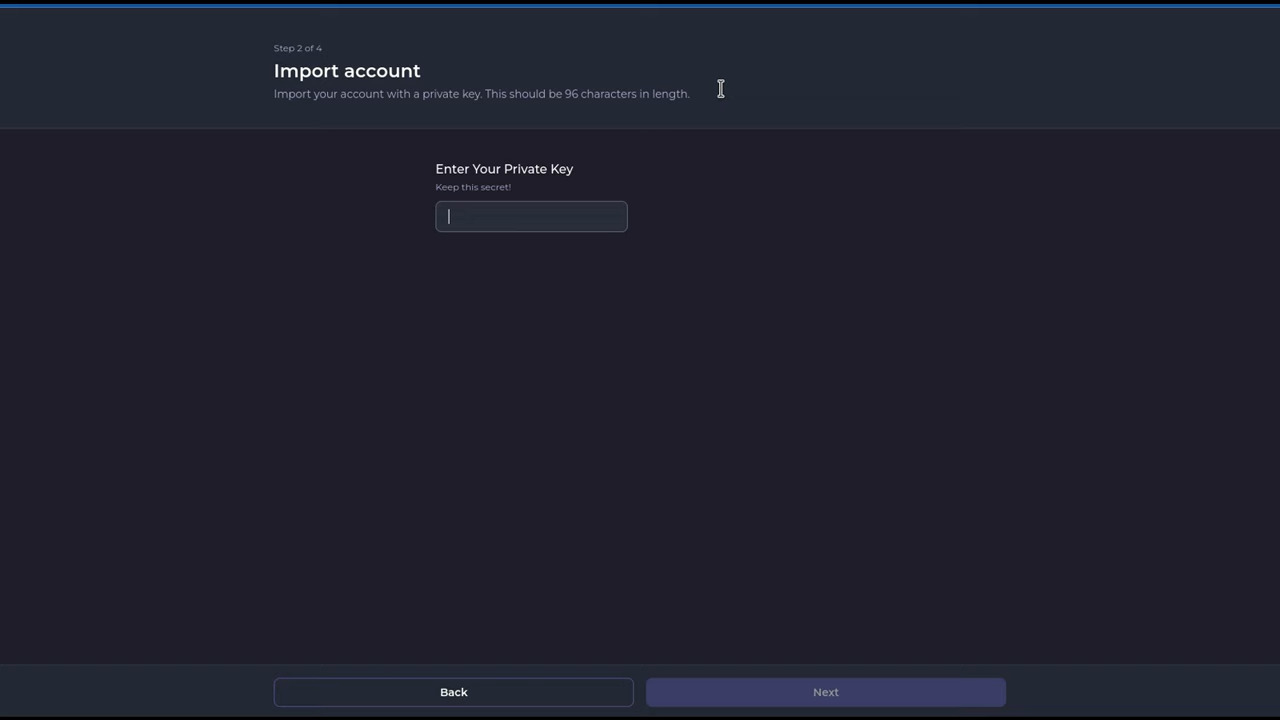 Step 2 of 4
Import account
Import your account with a private key. This should be 96 characters in length.
Enter Your Private Key
Keep this secret!
Back
Next